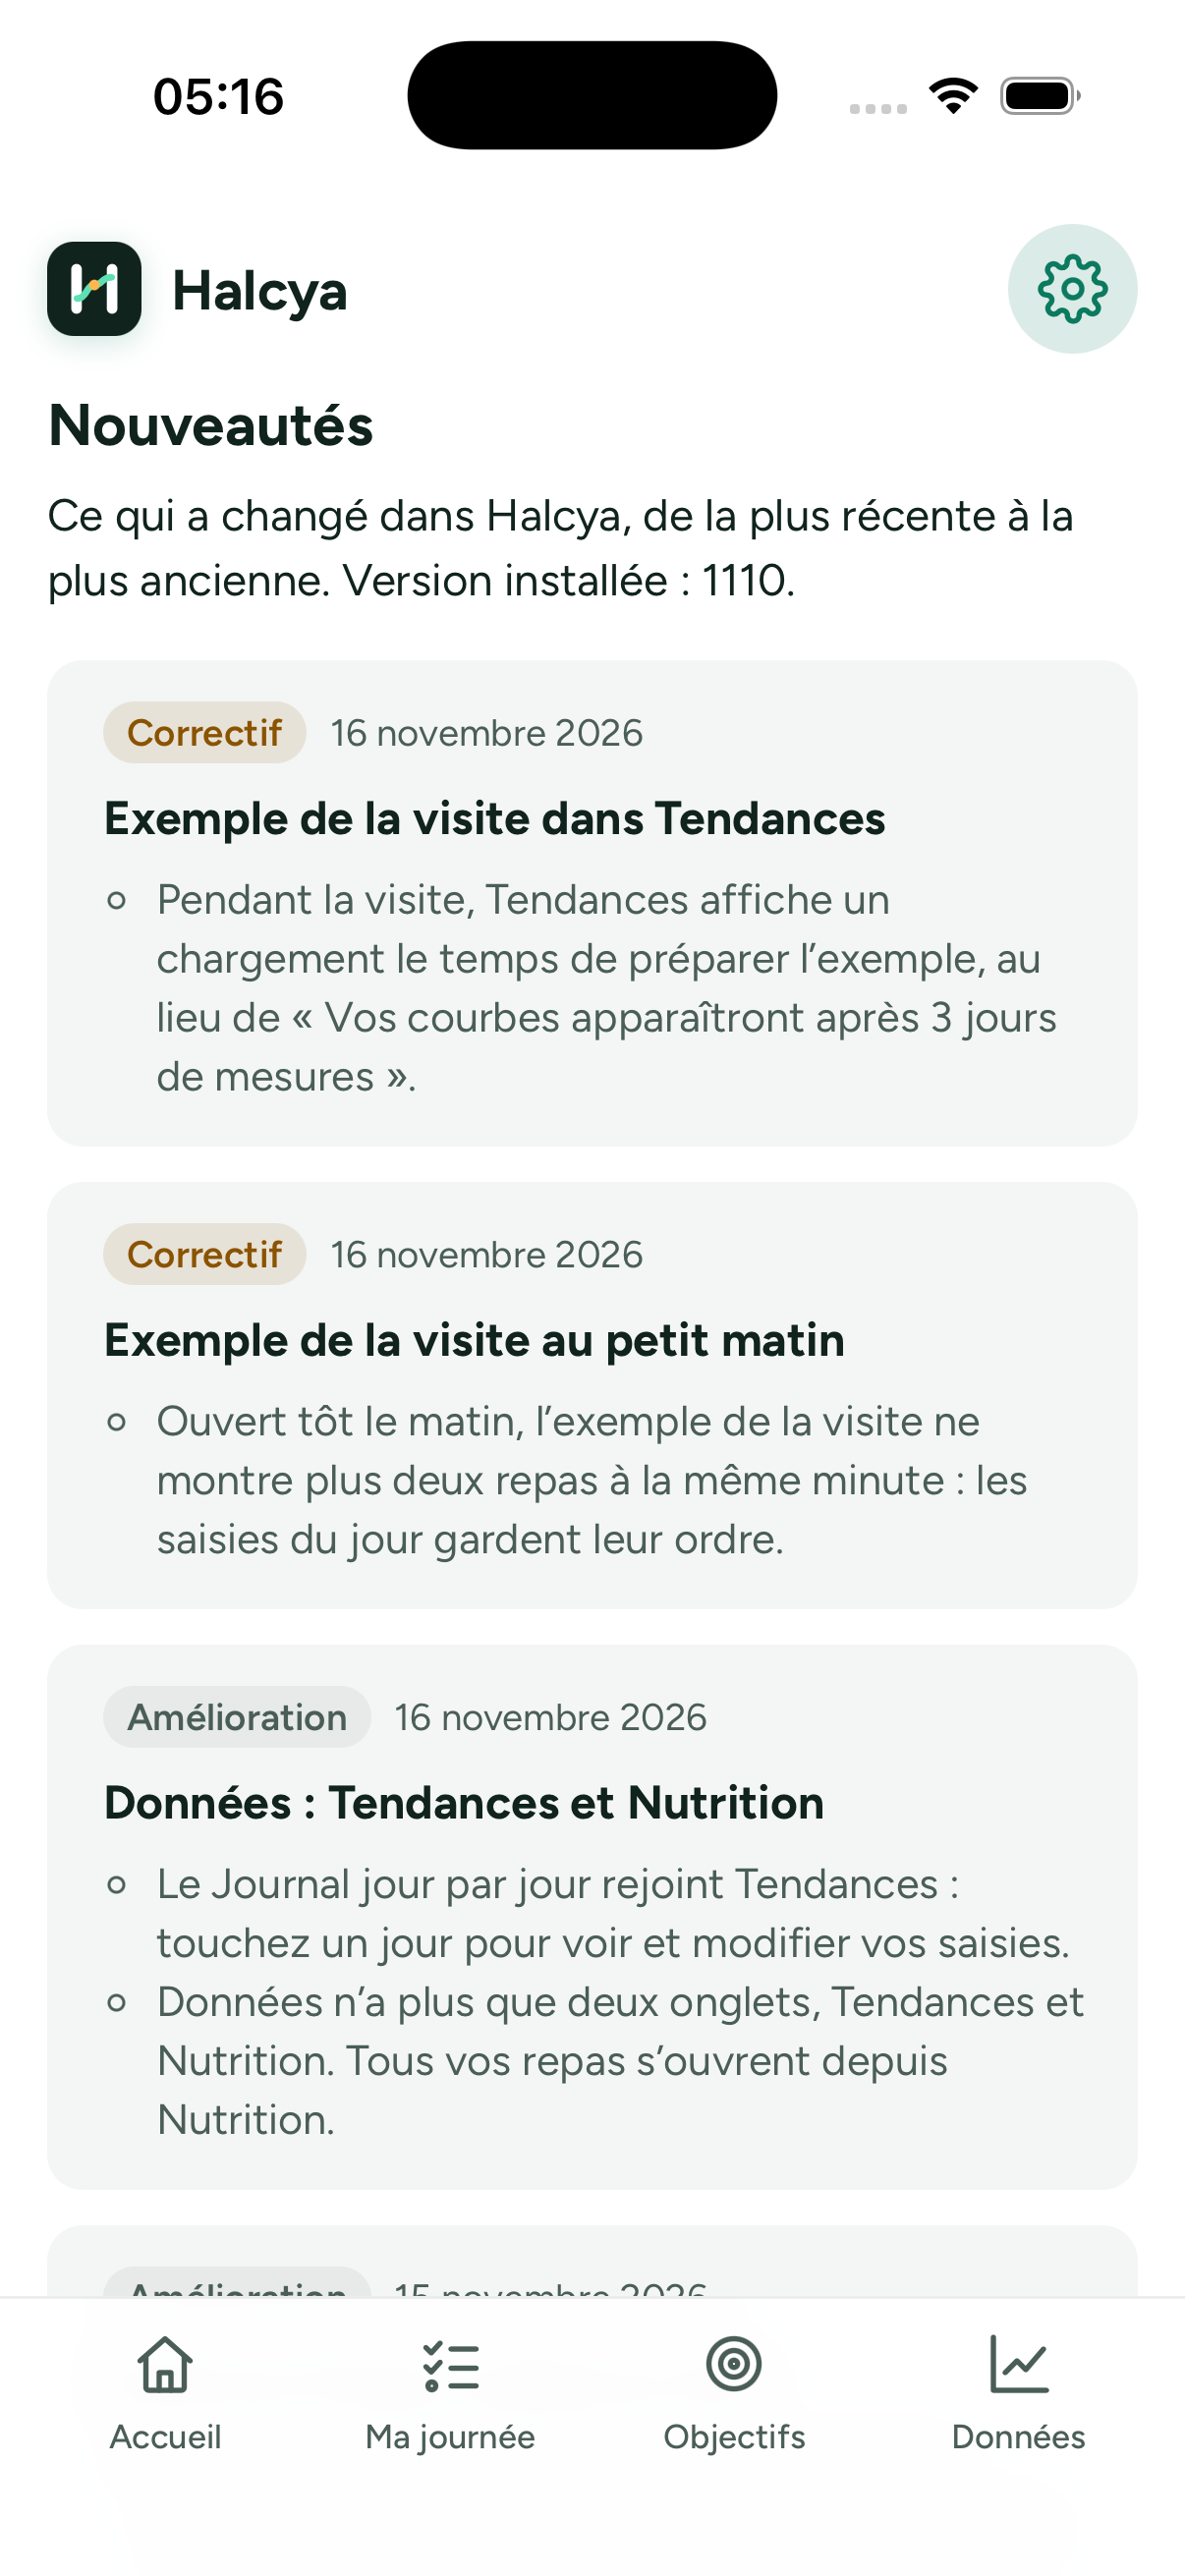 05:16
Halcya
Nouveautés
Ce qui a changé dans Halcya, de la plus récente à la
plus ancienne. Version installée : 1110.
Correctif 16 novembre 2026
Exemple de la visite dans Tendances
Pendant la visite, Tendances affiche un
chargement le temps de préparer l’exemple, au
lieu de « Vos courbes apparaîtront après 3 jours
de mesures ».
Correctif 16 novembre 2026
Exemple de la visite au petit matin
Ouvert tôt le matin, l’exemple de la visite ne
montre plus deux repas à la même minute : les
saisies du jour gardent leur ordre.
Amélioration 16 novembre 2026
Données : Tendances et Nutrition
Le Journal jour par jour rejoint Tendances :
touchez un jour pour voir et modifier vos saisies.
Données n’a plus que deux onglets, Tendances et
Nutrition. Tous vos repas s’ouvrent depuis
Nutrition.
Amélioration 15 novembre 2026
Accueil
Ma journée
Objectifs
Données